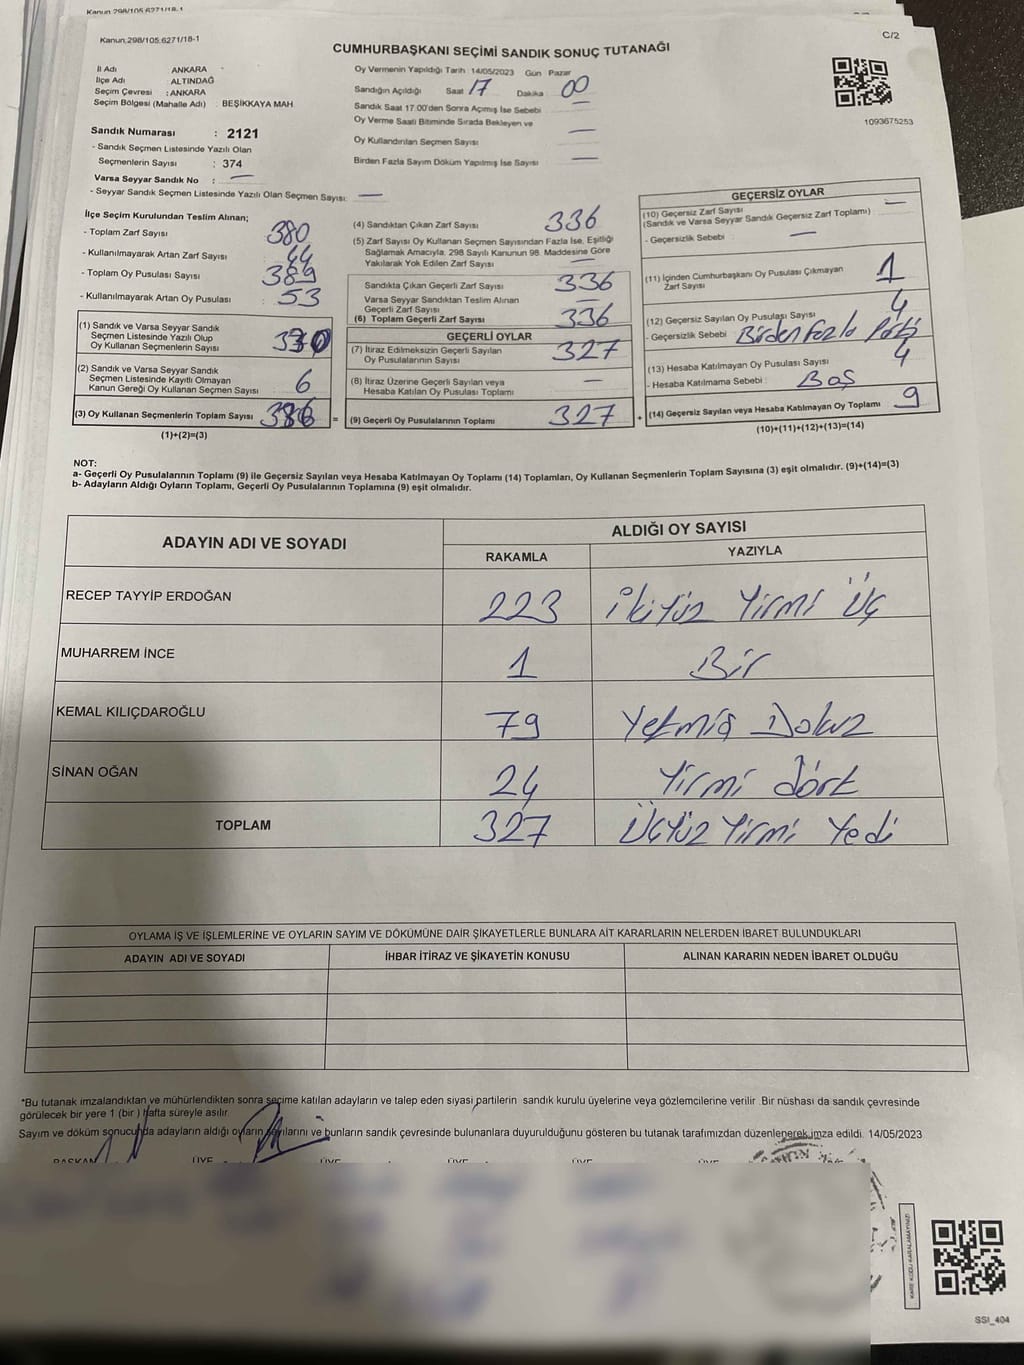 Kanun.298/105.6271/18-1
Kanun.298/105.6271/18-1
C/2
CUMHURBAŞKANI SEÇİMİ SANDIK SONUÇ TUTANAĞI
İl Adı ANKARA
İlçe Adı ALTINDAĞ
Seçim Çevresi : ANKARA
Seçim Bölgesi (Mahalle Adı) : BEŞİKKAYA MAH.
Sandık Numarası : 2121
- Sandık Seçmen Listesinde Yazılı Olan
Seçmenlerin Sayısı : 374
Varsa Seyyar Sandık No : —
- Seyyar Sandık Seçmen Listesinde Yazılı Olan Seçmen Sayısı: —
Oy Vermenin Yapıldığı Tarih 14/05/2023 Gün Pazar
Sandığın Açıldığı Saat 17 Dakika 00
Sandık Saat 17:00'den Sonra Açımış İse Sebebi —
Oy Verme Saati Bitiminde Sırada Bekleyen ve
Oy Kullandırılan Seçmen Sayısı —
Birden Fazla Sayım Döküm Yapılmış İse Sayısı —
1093675253
İlçe Seçim Kurulundan Teslim Alınan;
- Toplam Zarf Sayısı 380
- Kullanılmayarak Artan Zarf Sayısı 44
- Toplam Oy Pusulası Sayısı 389
- Kullanılmayarak Artan Oy Pusulası : 53
(1) Sandık ve Varsa Seyyar Sandık
Seçmen Listesinde Yazılı Olup
Oy Kullanan Seçmenlerin Sayısı 330
(2) Sandık ve Varsa Seyyar Sandık
Seçmen Listesinde Kayıtlı Olmayan
Kanun Gereği Oy Kullanan Seçmen Sayısı 6
(3) Oy Kullanan Seçmenlerin Toplam Sayısı 336 =
(1)+(2)=(3)
(4) Sandıktan Çıkan Zarf Sayısı 336
(5) Zarf Sayısı Oy Kullanan Seçmen Sayısından Fazla İse, Eşitliği
Sağlamak Amacıyla, 298 Sayılı Kanunun 98. Maddesine Göre
Yakılarak Yok Edilen Zarf Sayısı —
Sandıkta Çıkan Geçerli Zarf Sayısı 336
Varsa Seyyar Sandıktan Teslim Alınan
Geçerli Zarf Sayısı —
(6) Toplam Geçerli Zarf Sayısı 336
GEÇERLİ OYLAR
(7) İtiraz Edilmeksizin Geçerli Sayılan
Oy Pusulalarının Sayısı 327
(8) İtiraz Üzerine Geçerli Sayılan veya
Hesaba Katılan Oy Pusulası Toplamı —
(9) Geçerli Oy Pusulalarının Toplamı 327 +
GEÇERSİZ OYLAR
(10) Geçersiz Zarf Sayısı
(Sandık ve Varsa Seyyar Sandık Geçersiz Zarf Toplamı) —
- Geçersizlik Sebebi —
(11) İçinden Cumhurbaşkanı Oy Pusulası Çıkmayan
Zarf Sayısı 1
(12) Geçersiz Sayılan Oy Pusulası Sayısı 4
- Geçersizlik Sebebi Birden Fazla Parti
(13) Hesaba Katılmayan Oy Pusulası Sayısı 4
- Hesaba Katılmama Sebebi : Boş
(14) Geçersiz Sayılan veya Hesaba Katılmayan Oy Toplamı 9
(10)+(11)+(12)+(13)=(14)
NOT:
a- Geçerli Oy Pusulalarının Toplamı (9) ile Geçersiz Sayılan veya Hesaba Katılmayan Oy Toplamı (14) Toplamları, Oy Kullanan Seçmenlerin Toplam Sayısına (3) eşit olmalıdır. (9)+(14)=(3)
b- Adayların Aldığı Oyların Toplamı, Geçerli Oy Pusulalarının Toplamına (9) eşit olmalıdır.
ADAYIN ADI VE SOYADI
ALDIĞI OY SAYISI
RAKAMLA YAZIYLA
RECEP TAYYİP ERDOĞAN 223 İkiyüz Yirmi Üç
MUHARREM İNCE 1 Bir
KEMAL KILIÇDAROĞLU 79 Yetmiş Dokuz
SİNAN OĞAN 24 Yirmi dört
TOPLAM 327 Üçyüz Yirmi Yedi
OYLAMA İŞ VE İŞLEMLERİNE VE OYLARIN SAYIM VE DÖKÜMÜNE DAİR ŞİKAYETLERLE BUNLARA AİT KARARLARIN NELERDEN İBARET BULUNDUKLARI
ADAYIN ADI VE SOYADI İHBAR İTİRAZ VE ŞİKAYETİN KONUSU ALINAN KARARIN NEDEN İBARET OLDUĞU
*Bu tutanak imzalandıktan ve mühürlendikten sonra seçime katılan adayların ve talep eden siyasi partilerin sandık kurulu üyelerine veya gözlemcilerine verilir. Bir nüshası da sandık çevresinde
görülecek bir yere 1 (bir) hafta süreyle asılır.
Sayım ve döküm sonucunda adayların aldığı oyların sayılarını ve bunların sandık çevresinde bulunanlara duyurulduğunu gösteren bu tutanak tarafımızdan düzenlenerek imza edildi. 14/05/2023
BAŞKAN ÜYE ÜYE ÜYE ÜYE ÜYE
KARE KODU KARALAMAYINIZ!
SSI_404